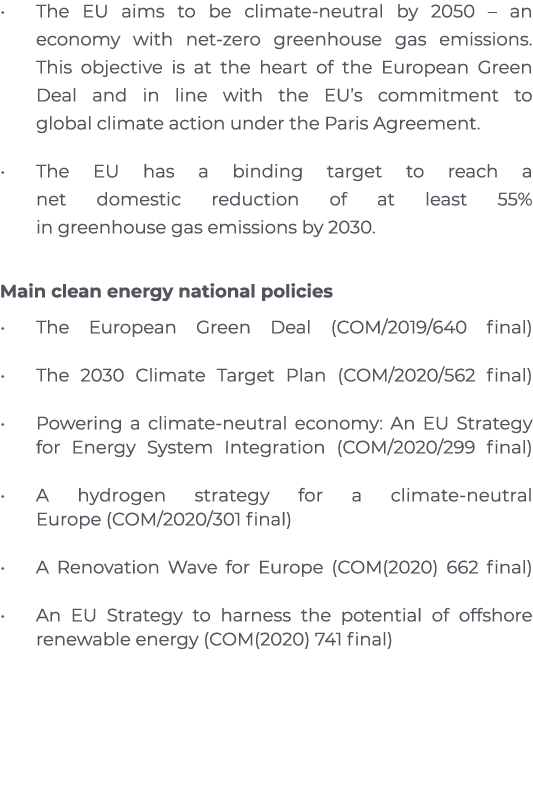 • The EU aims to be climate-neutral by 2050 – an
economy with net-zero greenhouse gas emissions.
This objective is at the heart of the European Green
Deal and in line with the EU’s commitment to
global climate action under the Paris Agreement.
• The EU has a binding target to reach a
net domestic reduction of at least 55%
in greenhouse gas emissions by 2030.
Main clean energy national policies
• The European Green Deal (COM/2019/640 final)
• The 2030 Climate Target Plan (COM/2020/562 final)
• Powering a climate-neutral economy: An EU Strategy
for Energy System Integration (COM/2020/299 final)
• A hydrogen strategy for a climate-neutral
Europe (COM/2020/301 final)
• A Renovation Wave for Europe (COM(2020) 662 final)
• An EU Strategy to harness the potential of offshore
renewable energy (COM(2020) 741 final)